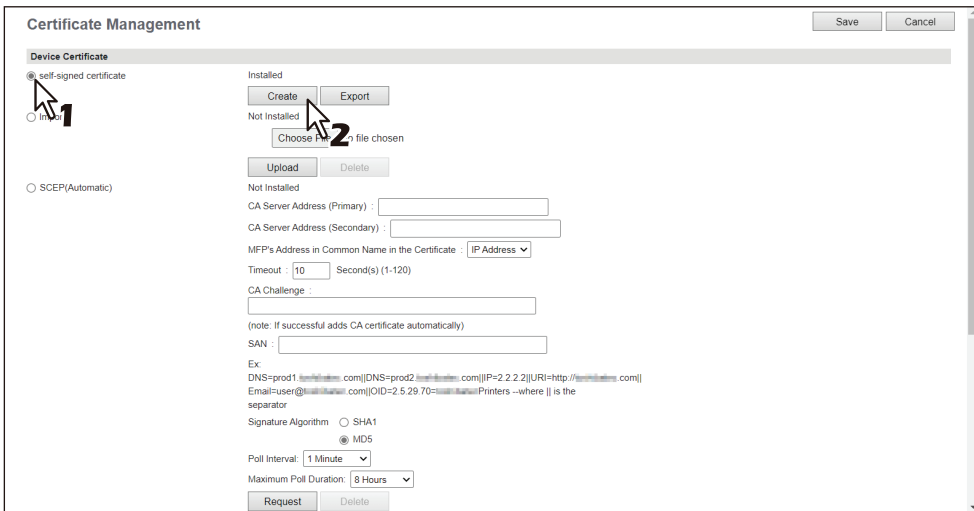 Certificate Management
Save Cancel
Device Certificate
self-signed certificate Installed
Create Export
1
Not Installed
2
Choose file chosen
Upload Delete
SCEP(Automatic) Not Installed
CA Server Address (Primary) :
CA Server Address (Secondary) :
MFP's Address in Common Name in the Certificate : IP Address
Timeout : 10 Second(s) (1-120)
CA Challenge :
(note: If successful adds CA certificate automatically)
SAN :
Ex:
DNS=prod1. .com||DNS=prod2. .com||IP=2.2.2.2||URI=http:// .com||
Email=user@ .com||OID=2.5.29.70= Printers --where || is the
separator
Signature Algorithm SHA1
MD5
Poll Interval: 1 Minute
Maximum Poll Duration: 8 Hours
Request Delete